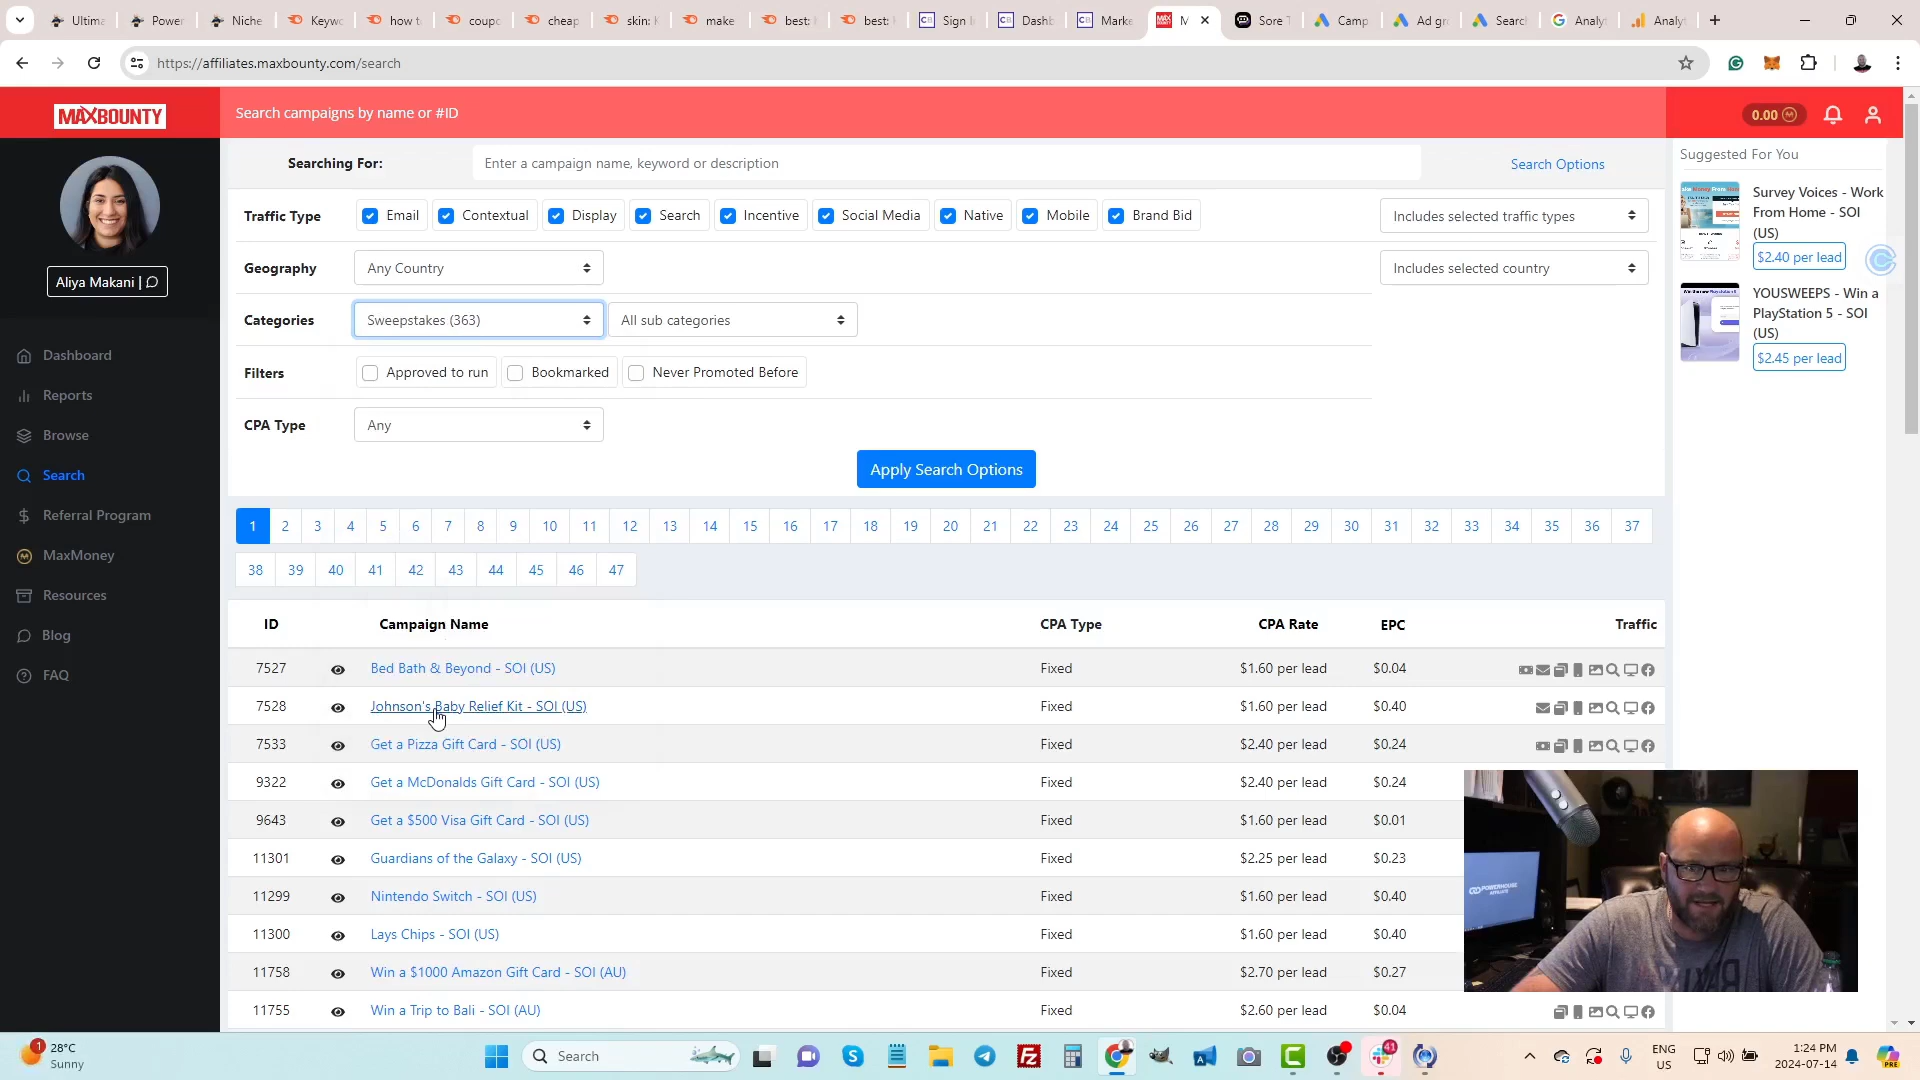 Ultima
Power
Niche
Keywo
how to
coupo
cheap
skin: K
make
best: 
best: 
Sign I
Dashb
Marke
M
Sore T
Camp
Ad gr
Searc
Analyt
Analyt
https://affiliates.maxbounty.com/search
MAXBOUNTY
Search campaigns by name or #ID
0.00
Aliya Makani |
Dashboard
Reports
Browse
Search
Referral Program
MaxMoney
Resources
Blog
FAQ
Searching For:
Enter a campaign name, keyword or description
Search Options
Traffic Type
Email
Contextual
Display
Search
Incentive
Social Media
Native
Mobile
Brand Bid
Includes selected traffic types
Geography
Any Country
Includes selected country
Categories
Sweepstakes (363)
All sub categories
Filters
Approved to run
Bookmarked
Never Promoted Before
CPA Type
Any
Apply Search Options
Suggested For You
Survey Voices - Work
From Home - SOI
(US)
$2.40 per lead
YOUSWEEPS - Win a
PlayStation 5 - SOI
(US)
$2.45 per lead
1 2 3 4 5 6 7 8 9 10 11 12 13 14 15 16 17 18 19 20 21 22 23 24 25 26 27 28 29 30 31 32 33 34 35 36 37
38 39 40 41 42 43 44 45 46 47
ID Campaign Name CPA Type CPA Rate EPC Traffic
7527 Bed Bath & Beyond - SOI (US) Fixed $1.60 per lead $0.04
7528 Johnson's Baby Relief Kit - SOI (US) Fixed $1.60 per lead $0.40
7533 Get a Pizza Gift Card - SOI (US) Fixed $2.40 per lead $0.24
9322 Get a McDonalds Gift Card - SOI (US) Fixed $2.40 per lead $0.24
9643 Get a $500 Visa Gift Card - SOI (US) Fixed $1.60 per lead $0.01
11301 Guardians of the Galaxy - SOI (US) Fixed $2.25 per lead $0.23
11299 Nintendo Switch - SOI (US) Fixed $1.60 per lead $0.40
11300 Lays Chips - SOI (US) Fixed $1.60 per lead $0.40
11758 Win a $1000 Amazon Gift Card - SOI (AU) Fixed $2.70 per lead $0.27
11755 Win a Trip to Bali - SOI (AU) Fixed $2.60 per lead $0.04
POWERHOUSE
AFFILIATE
1
28°C
Sunny
Search
41
ENG
US
1:24 PM
2024-07-14
PRE